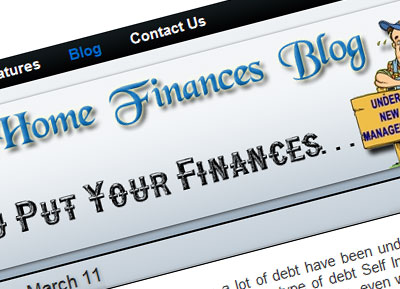 atures Blog Contact Us
Home Finances Blog
UNDER
NEW
MANAGE
u Put Your Finances. . .
March 11
a lot of debt have been und
type of debt Self In
even w